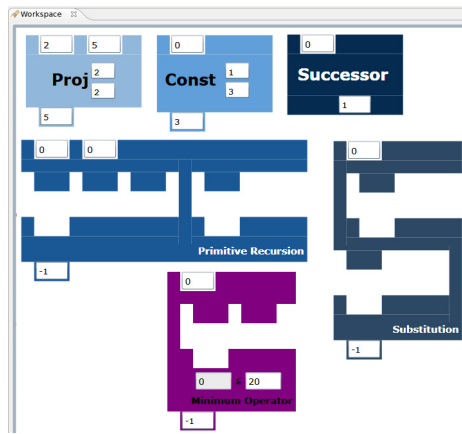 Workspace
2 5 0 0
Proj 2 2 Const 1 3 Successor
5 3 1
0 0 0
Primitive Recursion
-1
0
Substitution
-1
0 20
Minimum Operator
-1